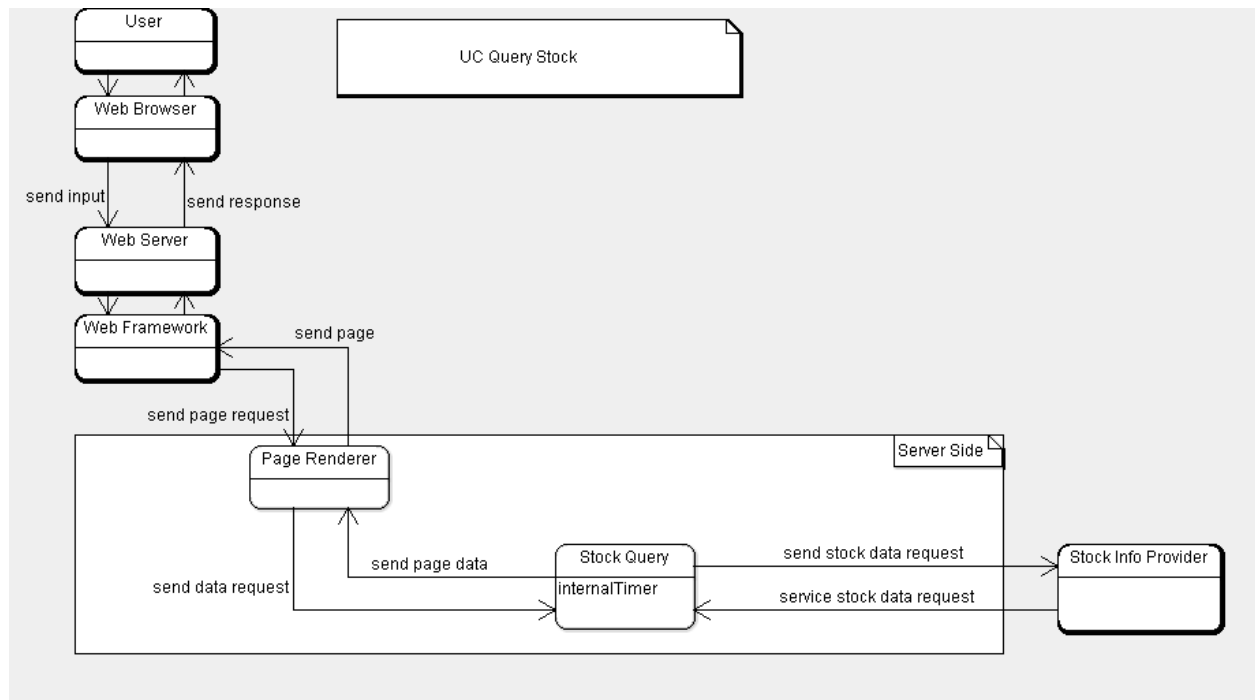 User
UC Query Stock
Web Browser
send input
send response
Web Server
Web Framework
send page
send page request
Server Side
Page Renderer
Stock Query
send stock data request
Stock Info Provider
send page data
send data request
internalTimer
service stock data request